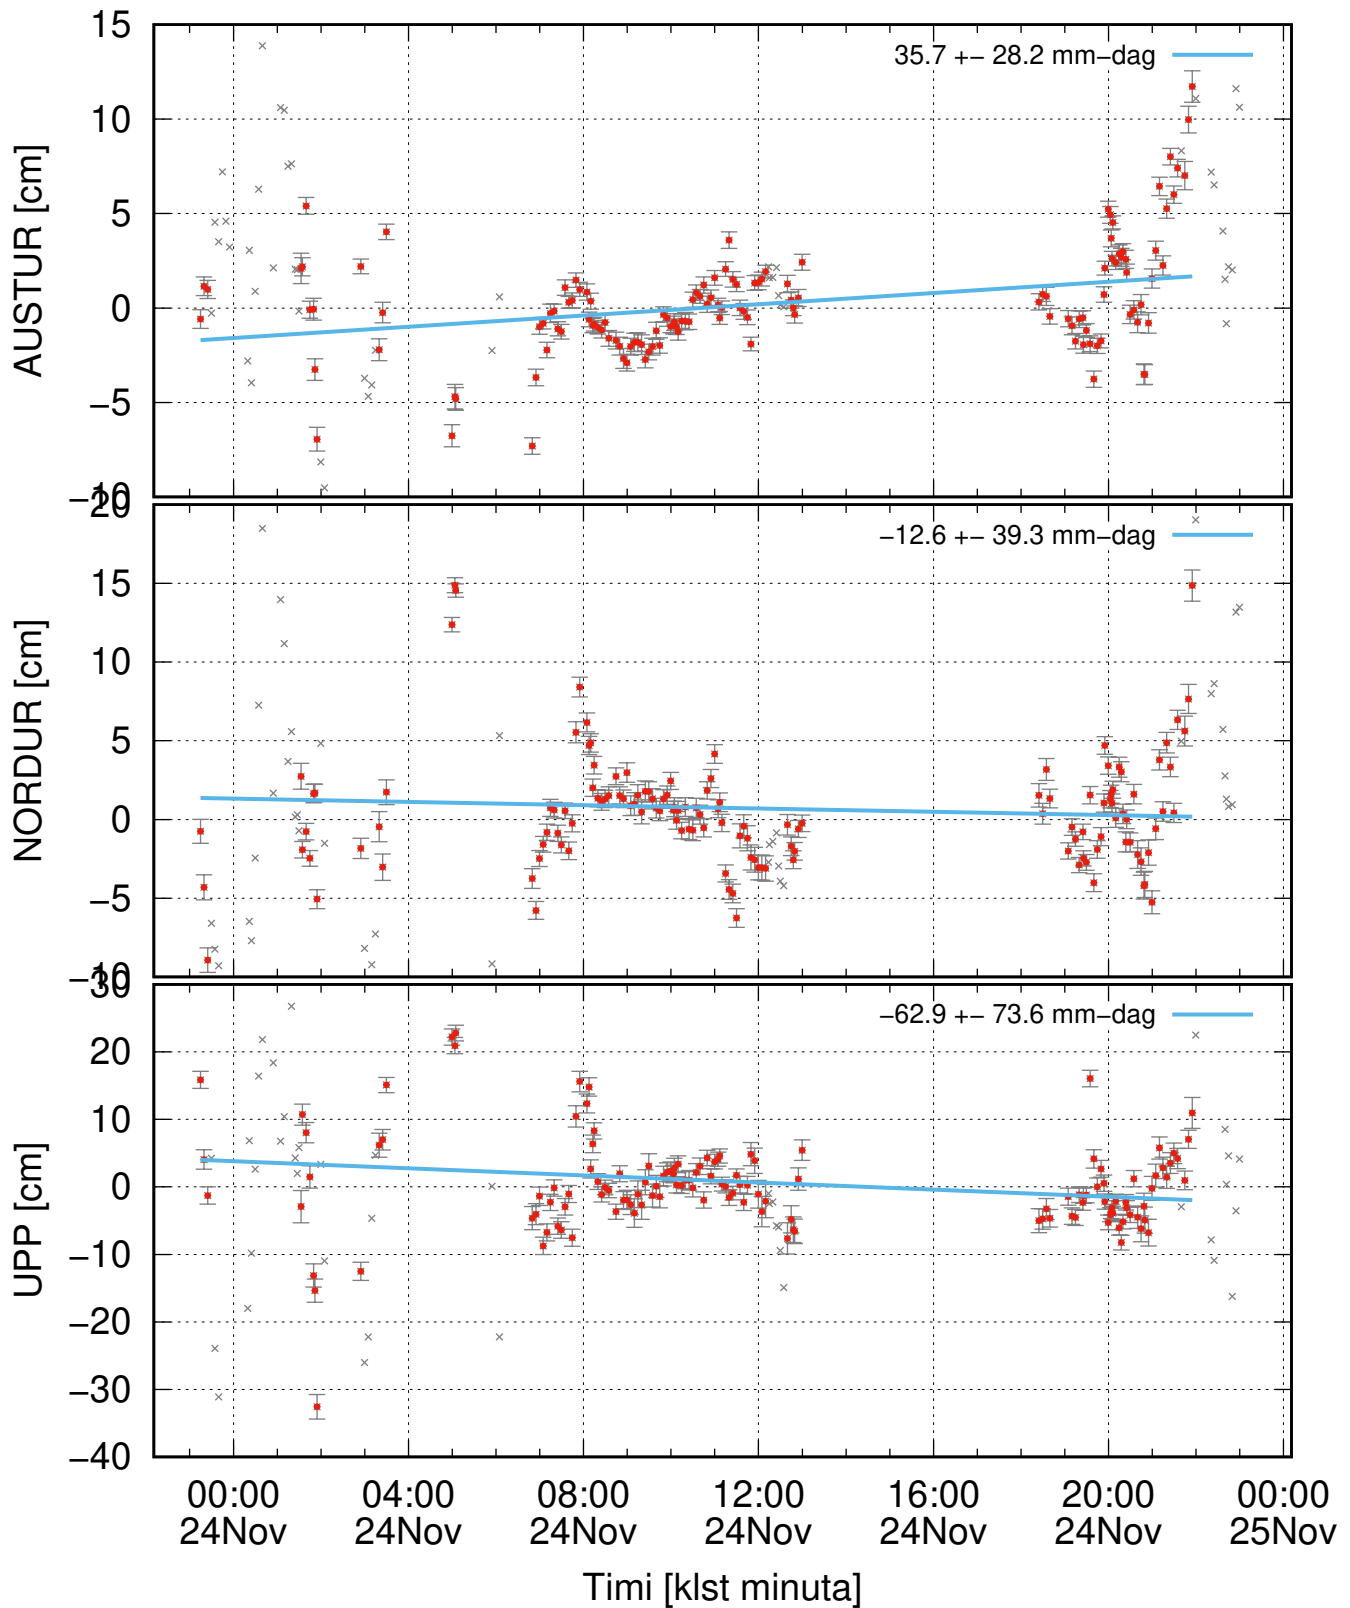 AUSTUR [cm]
15
10
5
0
−5
−10
35.7 +− 28.2 mm−dag
NORDUR [cm]
20
15
10
5
0
−5
−10
−12.6 +− 39.3 mm−dag
UPP [cm]
30
20
10
0
−10
−20
−30
−40
−62.9 +− 73.6 mm−dag
00:00 04:00 08:00 12:00 16:00 20:00 00:00
24Nov 24Nov 24Nov 24Nov 24Nov 24Nov 25Nov
Timi [klst minuta]